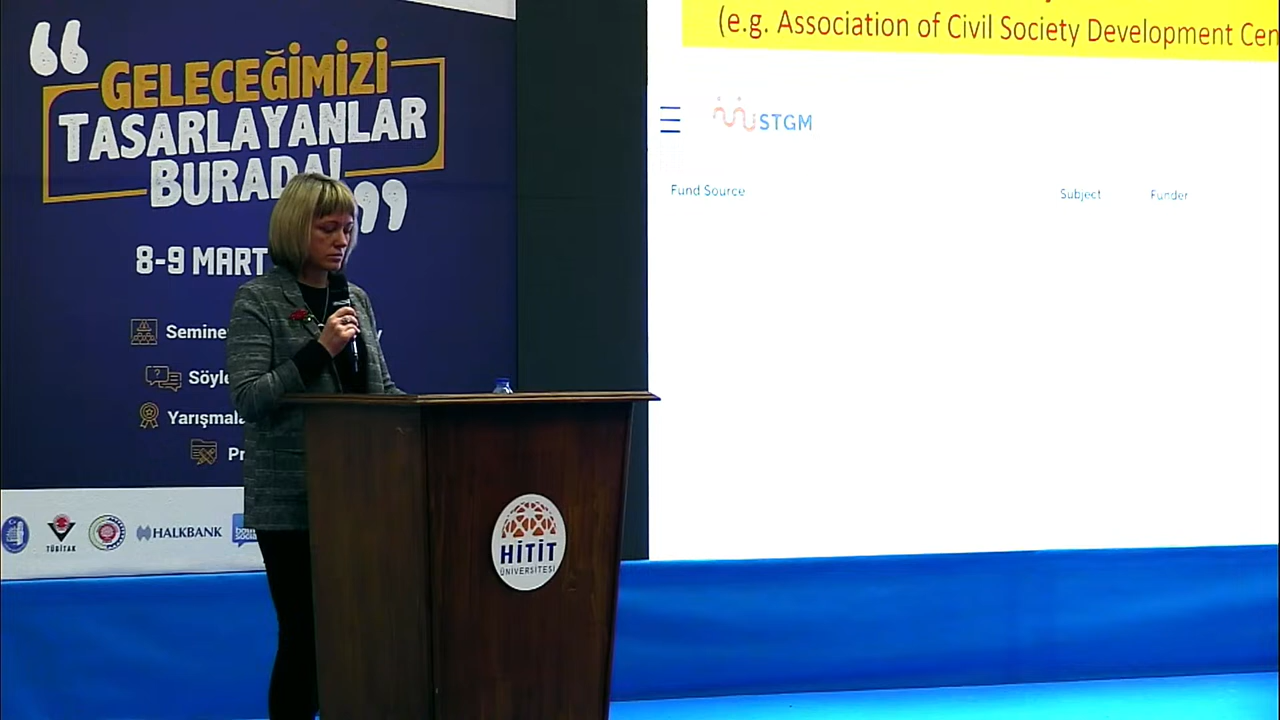 “
GELECEĞİMİZİ
TASARLAYANLAR
BURADA!
”
8-9 MART
Semine
Söyle
Yarışmala
Pr
TÜBİTAK
HALKBANK
HİTİT
ÜNİVERSİTESİ
(e.g. Association of Civil Society Development Cen
STGM
Fund Source
Subject
Funder